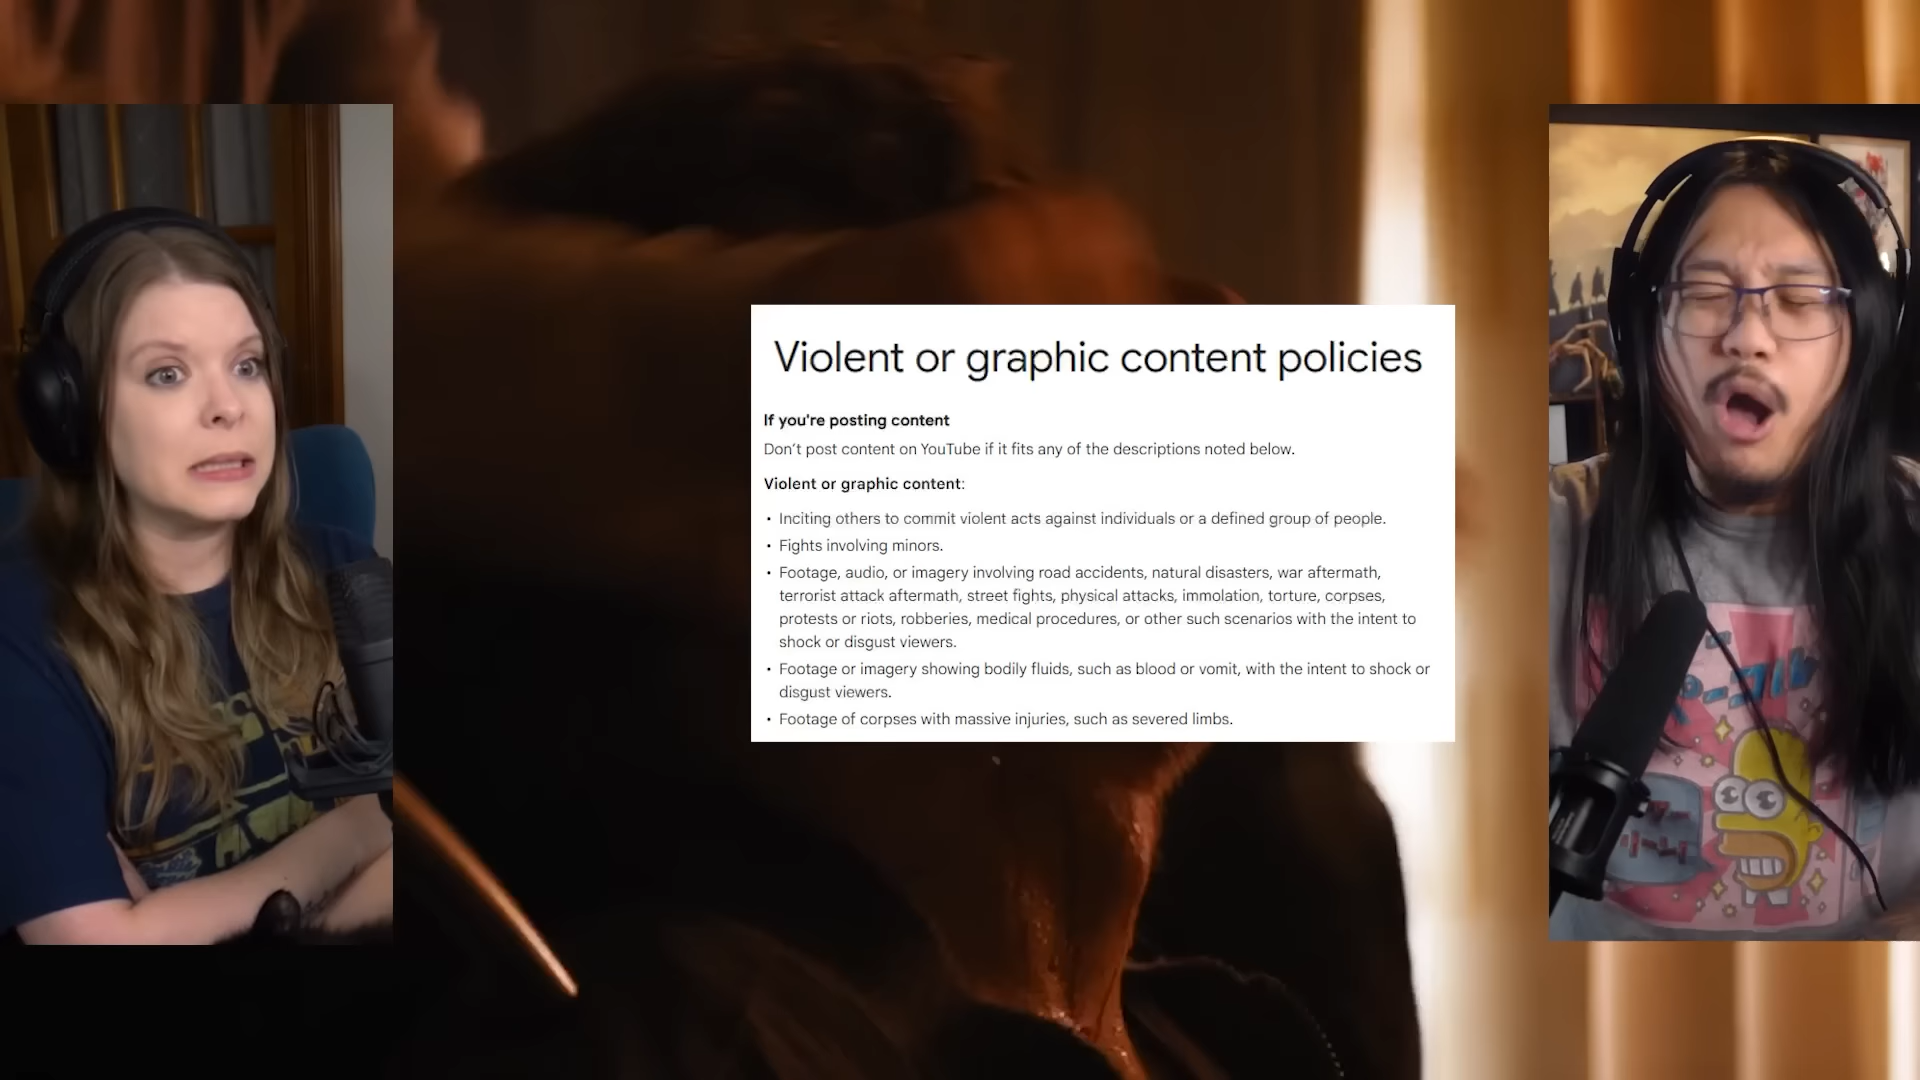 Violent or graphic content policies
If you're posting content
Don't post content on YouTube if it fits any of the descriptions noted below.
Violent or graphic content:
• Inciting others to commit violent acts against individuals or a defined group of people.
• Fights involving minors.
• Footage, audio, or imagery involving road accidents, natural disasters, war aftermath,
terrorist attack aftermath, street fights, physical attacks, immolation, torture, corpses,
protests or riots, robberies, medical procedures, or other such scenarios with the intent to
shock or disgust viewers.
• Footage or imagery showing bodily fluids, such as blood or vomit, with the intent to shock or
disgust viewers.
• Footage of corpses with massive injuries, such as severed limbs.